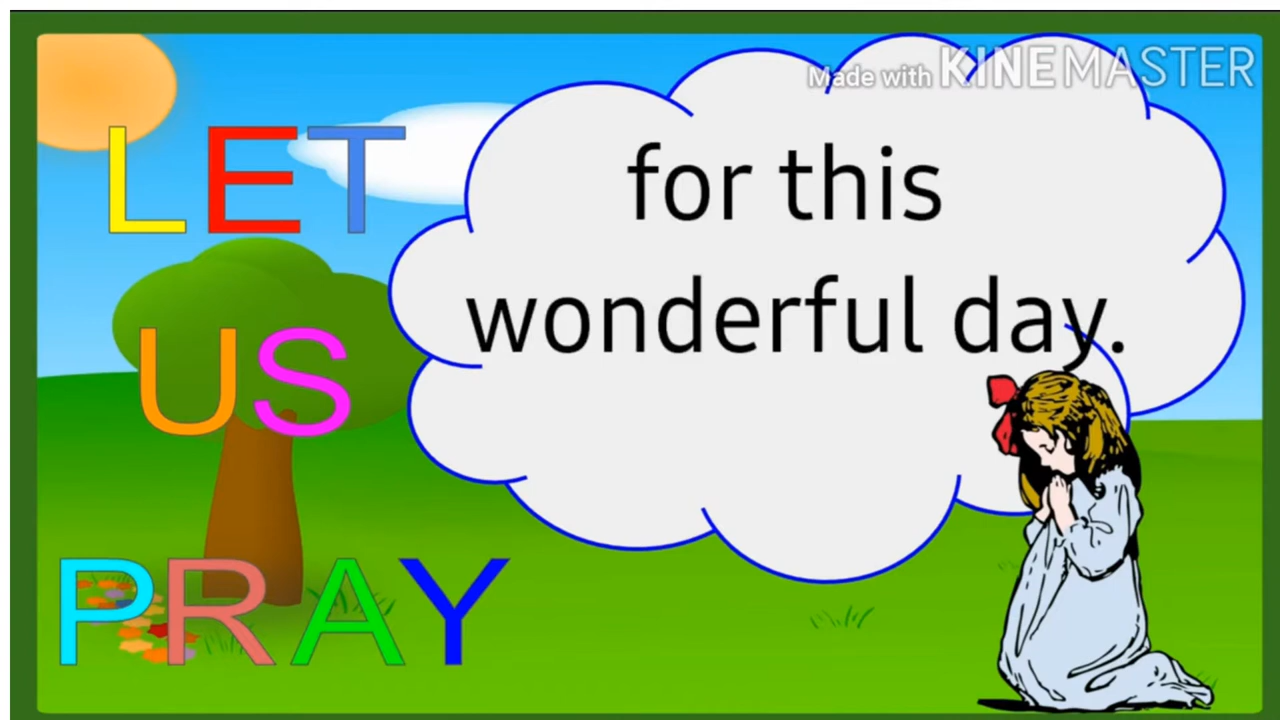 Made with KINEMASTER
LET
US
PRAY
for this
wonderful day.